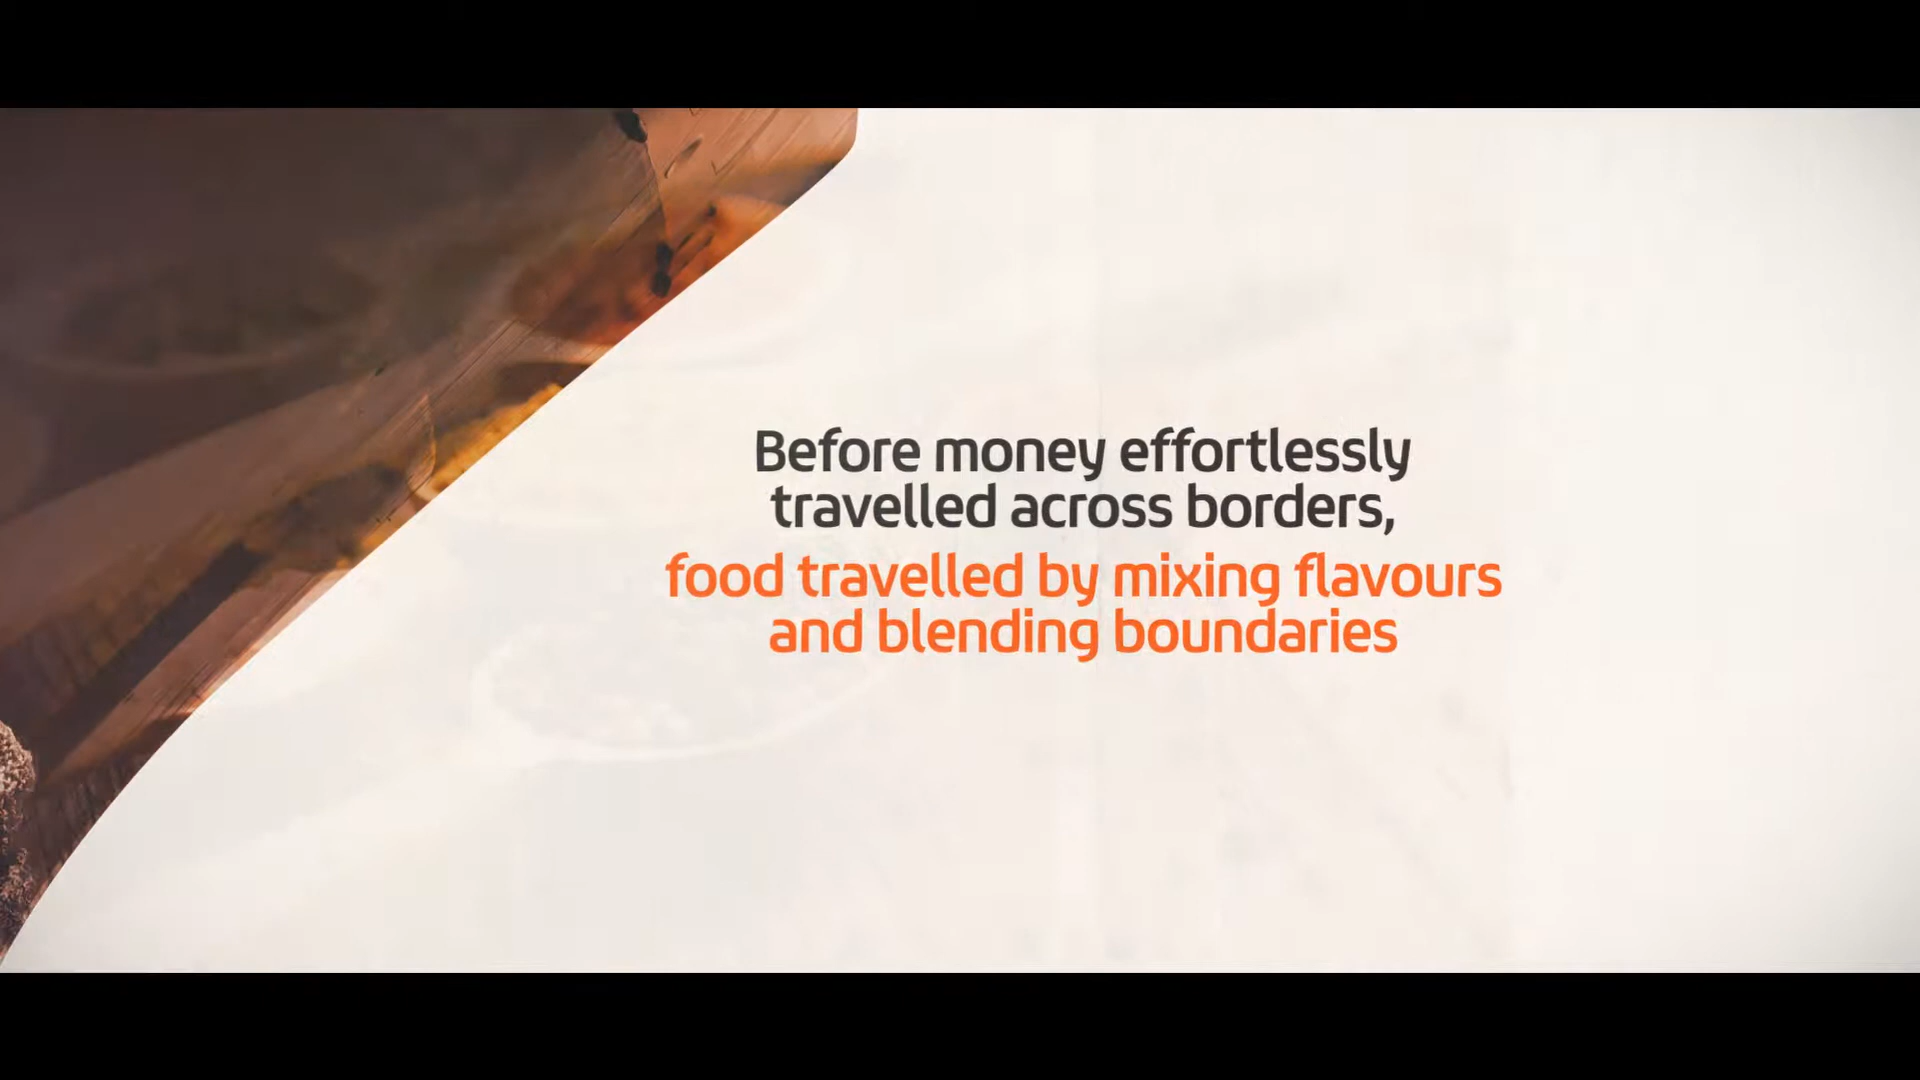 Before money effortlessly
travelled across borders,
food travelled by mixing flavours
and blending boundaries